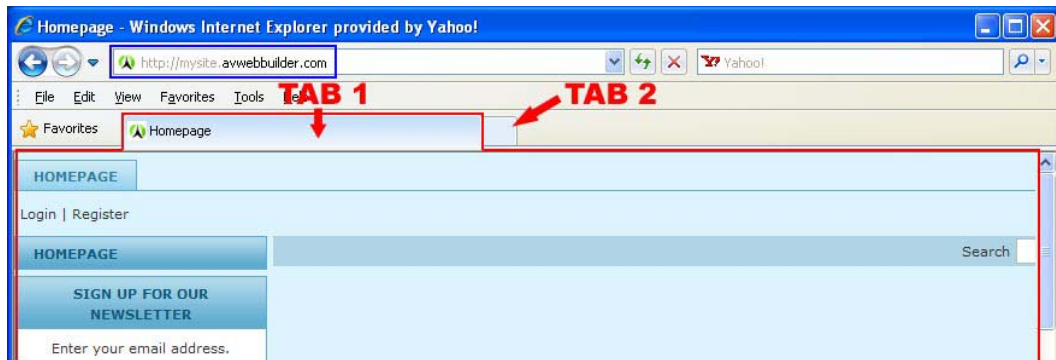 Homepage - Windows Internet Explorer provided by Yahoo!
http://mysite.avwebbuilder.com
Yahoo!
File Edit View Favorites Tools
TAB 1
TAB 2
Favorites
Homepage
HOMEPAGE
Login | Register
HOMEPAGE
Search
SIGN UP FOR OUR
NEWSLETTER
Enter your email address.